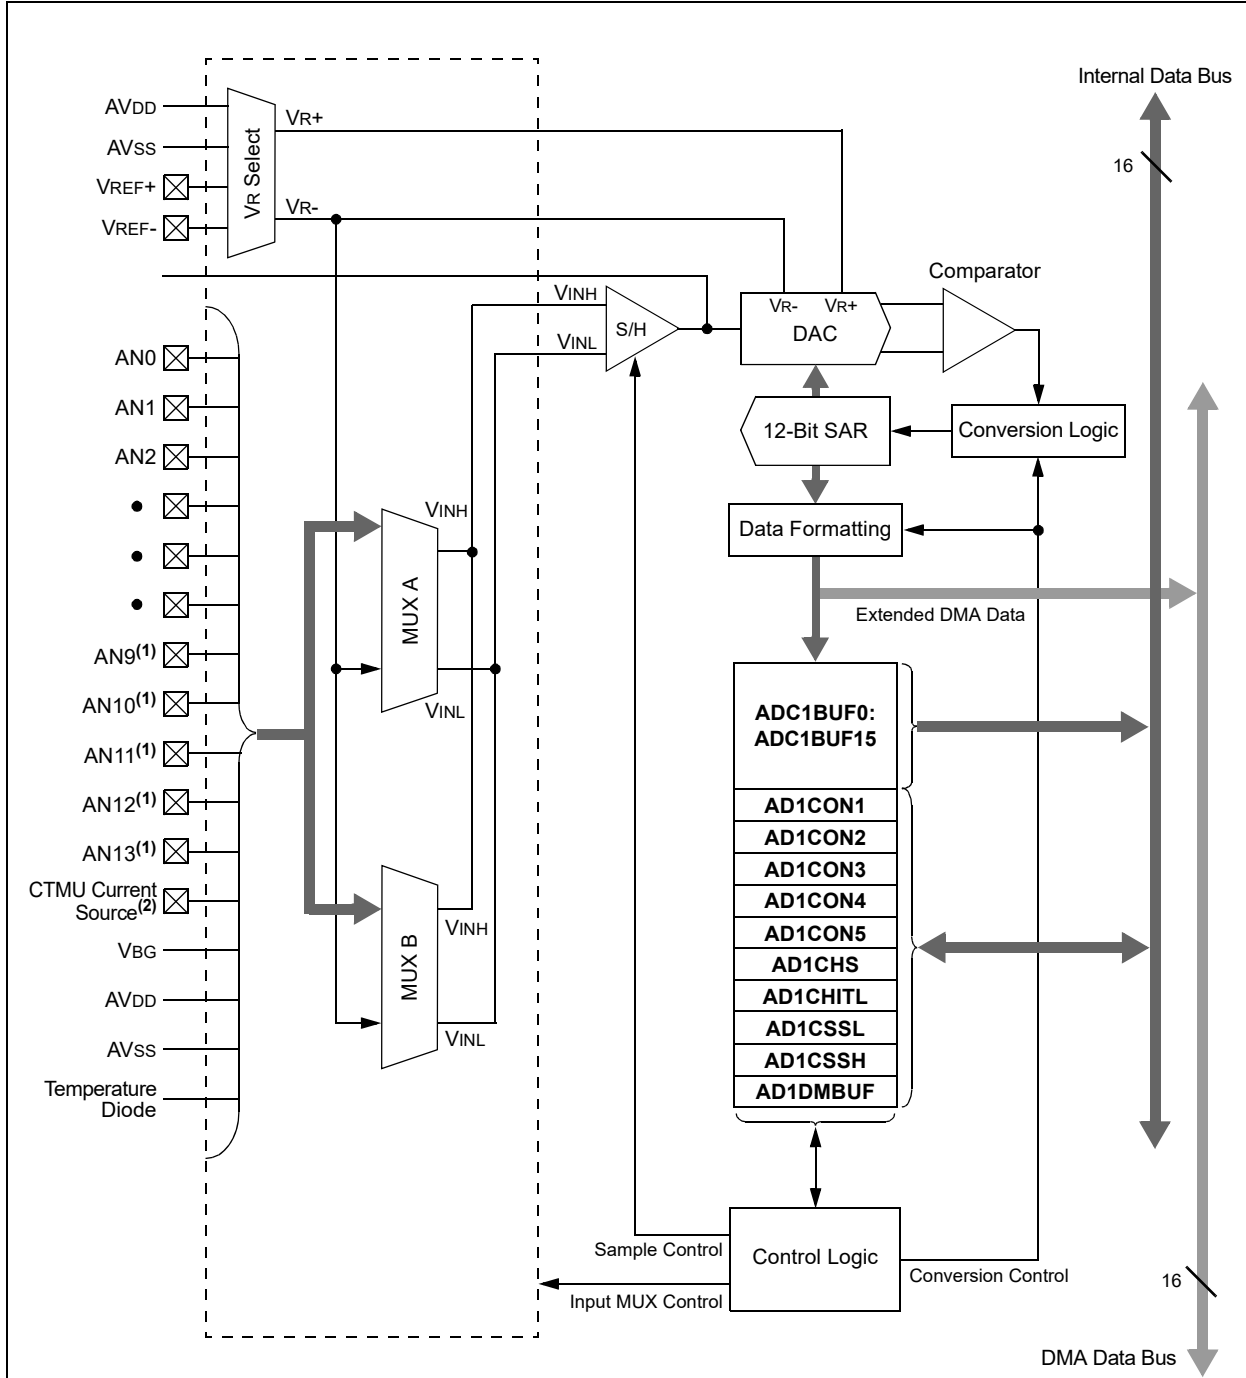 Internal Data Bus
AVDD
AVSS
VREF+
VREF-
VR Select
VR+
VR-
16
Comparator
VINH
VINL
S/H
VR-
VR+
DAC
AN0
AN1
AN2
•
•
•
AN9(1)
AN10(1)
AN11(1)
AN12(1)
AN13(1)
CTMU Current
Source(2)
VBG
AVDD
AVSS
Temperature
Diode
VINH
MUX A
VINL
MUX B
VINH
VINL
12-Bit SAR
Conversion Logic
Data Formatting
Extended DMA Data
ADC1BUF0:
ADC1BUF15
AD1CON1
AD1CON2
AD1CON3
AD1CON4
AD1CON5
AD1CHS
AD1CHITL
AD1CSSL
AD1CSSH
AD1DMBUF
Sample Control
Control Logic
Conversion Control
Input MUX Control
16
DMA Data Bus